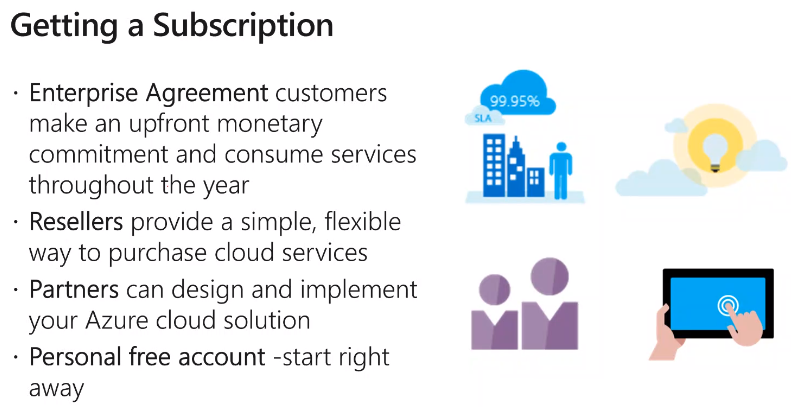 Getting a Subscription
· Enterprise Agreement customers
make an upfront monetary
commitment and consume services
throughout the year
· Resellers provide a simple, flexible
way to purchase cloud services
· Partners can design and implement
your Azure cloud solution
· Personal free account -start right
away
99.95%
SLA